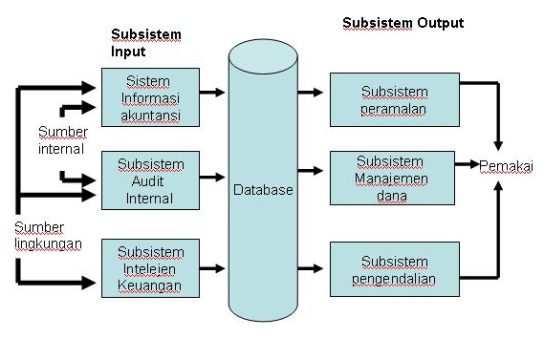 Subsistem
Input
Subsistem Output
Sistem
Informasi
akuntansi
Subsistem
peramalan
Sumber
internal
Subsistem
Audit
Internal
Database
Subsistem
Manajemen
dana
Pemakai
Sumber
lingkungan
Subsistem
Intelejen
Keuangan
Subsistem
pengendalian